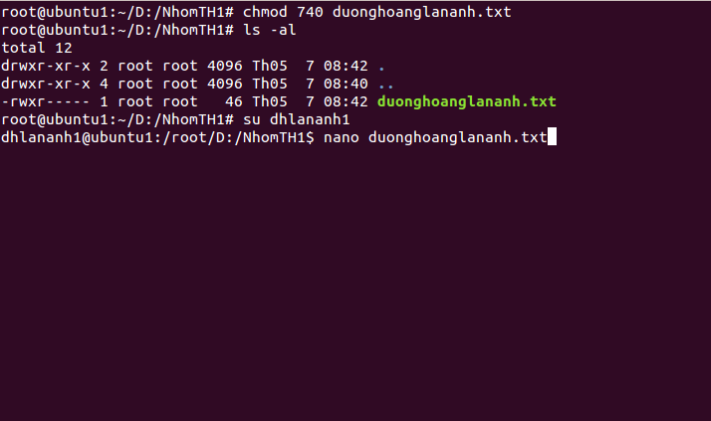 root@ubuntu1:~/D:/NhomTH1# chmod 740 duonghoanglananh.txt
root@ubuntu1:~/D:/NhomTH1# ls -al
total 12
drwxr-xr-x 2 root root 4096 Th05  7 08:42 .
drwxr-xr-x 4 root root 4096 Th05  7 08:40 ..
-rwxr----- 1 root root   46 Th05  7 08:42 duonghoanglananh.txt
root@ubuntu1:~/D:/NhomTH1# su dhlananh1
dhlananh1@ubuntu1:/root/D:/NhomTH1$ nano duonghoanglananh.txt